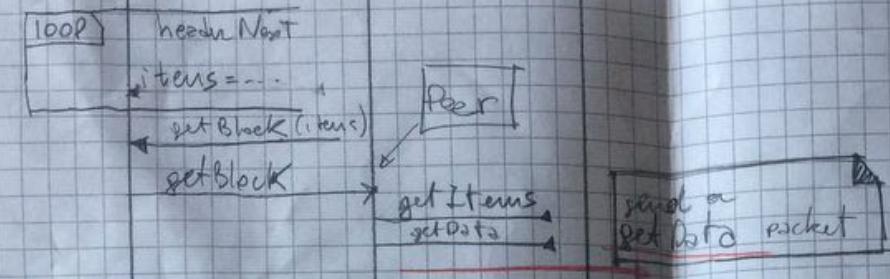 loop
headerNext
items = ....
getBlock (items)
Peer
getBlock
getItems
getData
send a
getData packet